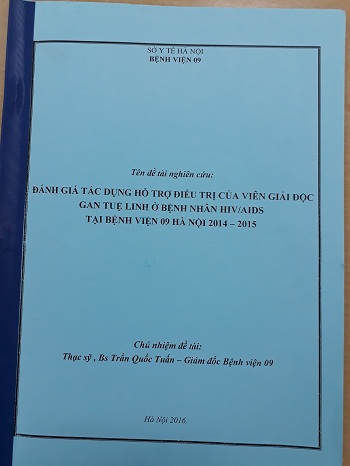 SỞ Y TẾ HÀ NỘI
BỆNH VIỆN 09
Tên đề tài nghiên cứu:
ĐÁNH GIÁ TÁC DỤNG HỖ TRỢ ĐIỀU TRỊ CỦA VIÊN GIẢI ĐỘC
GAN TUỆ LINH Ở BỆNH NHÂN HIV/AIDS
TẠI BỆNH VIỆN 09 HÀ NỘI 2014 – 2015
Chủ nhiệm đề tài:
Thạc sỹ , Bs Trần Quốc Tuấn – Giám đốc Bệnh viện 09
Hà Nội 2016.